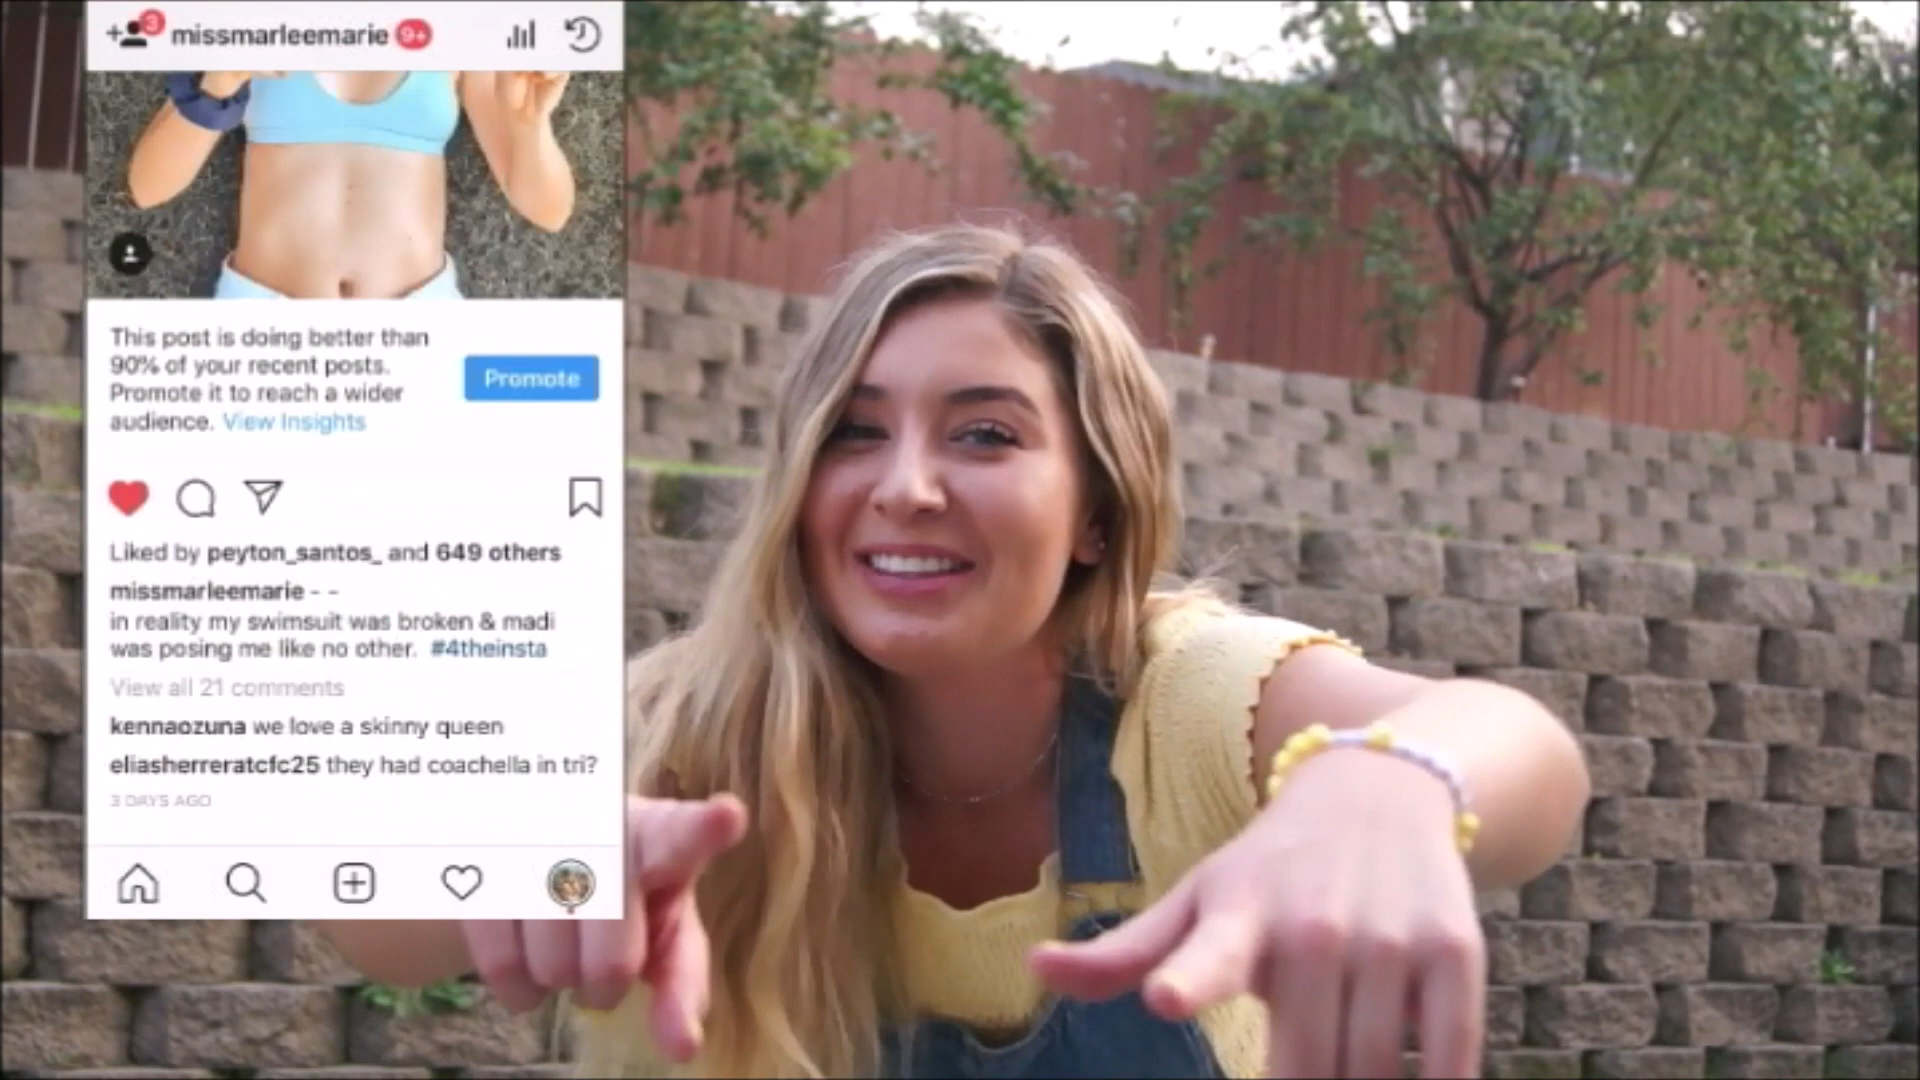 3
missmarleemarie 9+
This post is doing better than
90% of your recent posts.
Promote it to reach a wider
audience. View Insights
Promote
Liked by peyton_santos_ and 649 others
missmarleemarie - -
in reality my swimsuit was broken & madi
was posing me like no other. #4theinsta
View all 21 comments
kennaozuna we love a skinny queen
eliasherreratcfc25 they had coachella in tri?
3 DAYS AGO